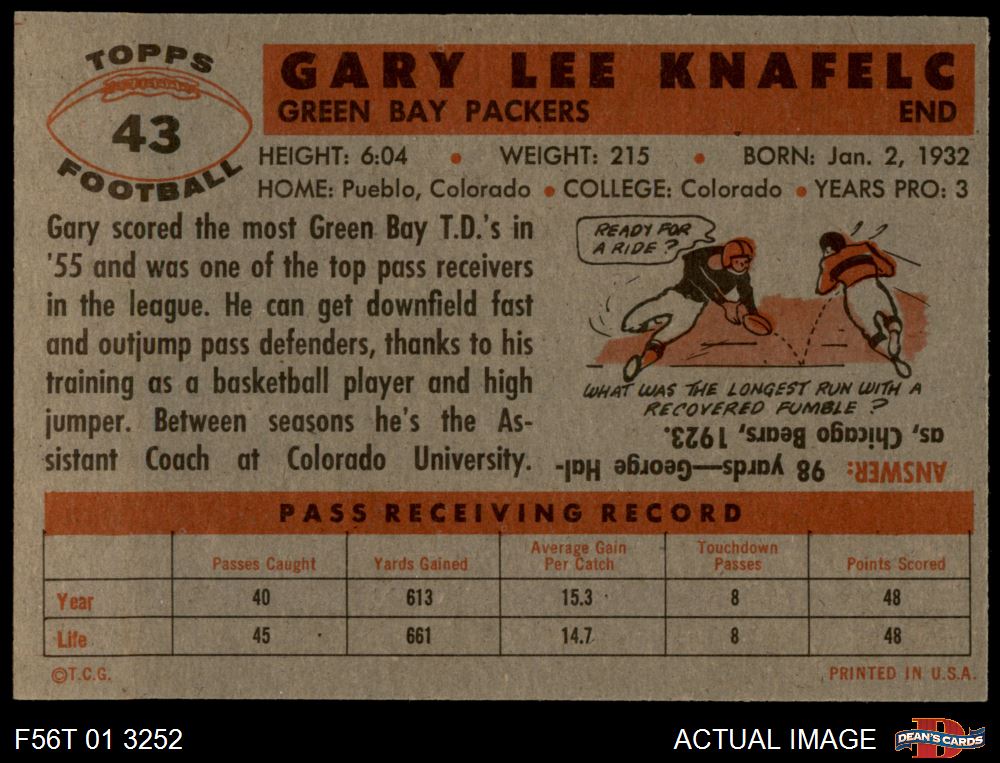 TOPPS
43
FOOTBALL
GARY LEE KNAFELC
GREEN BAY PACKERS END
HEIGHT: 6:04 • WEIGHT: 215 • BORN: Jan. 2, 1932
HOME: Pueblo, Colorado • COLLEGE: Colorado • YEARS PRO: 3
Gary scored the most Green Bay T.D.'s in
'55 and was one of the top pass receivers
in the league. He can get downfield fast
and outjump pass defenders, thanks to his
training as a basketball player and high
jumper. Between seasons he's the As-
sistant Coach at Colorado University.
READY FOR
A RIDE?
WHAT WAS THE LONGEST RUN WITH A
RECOVERED FUMBLE?
ANSWER: 98 yards—George Hal-
as, Chicago Bears, 1923.
PASS RECEIVING RECORD
Passes Caught Yards Gained Average Gain Per Catch Touchdown Passes Points Scored
Year 40 613 15.3 8 48
Life 45 661 14.7 8 48
©T.C.G. PRINTED IN U.S.A.
F56T 01 3252 ACTUAL IMAGE DEAN'S CARDS